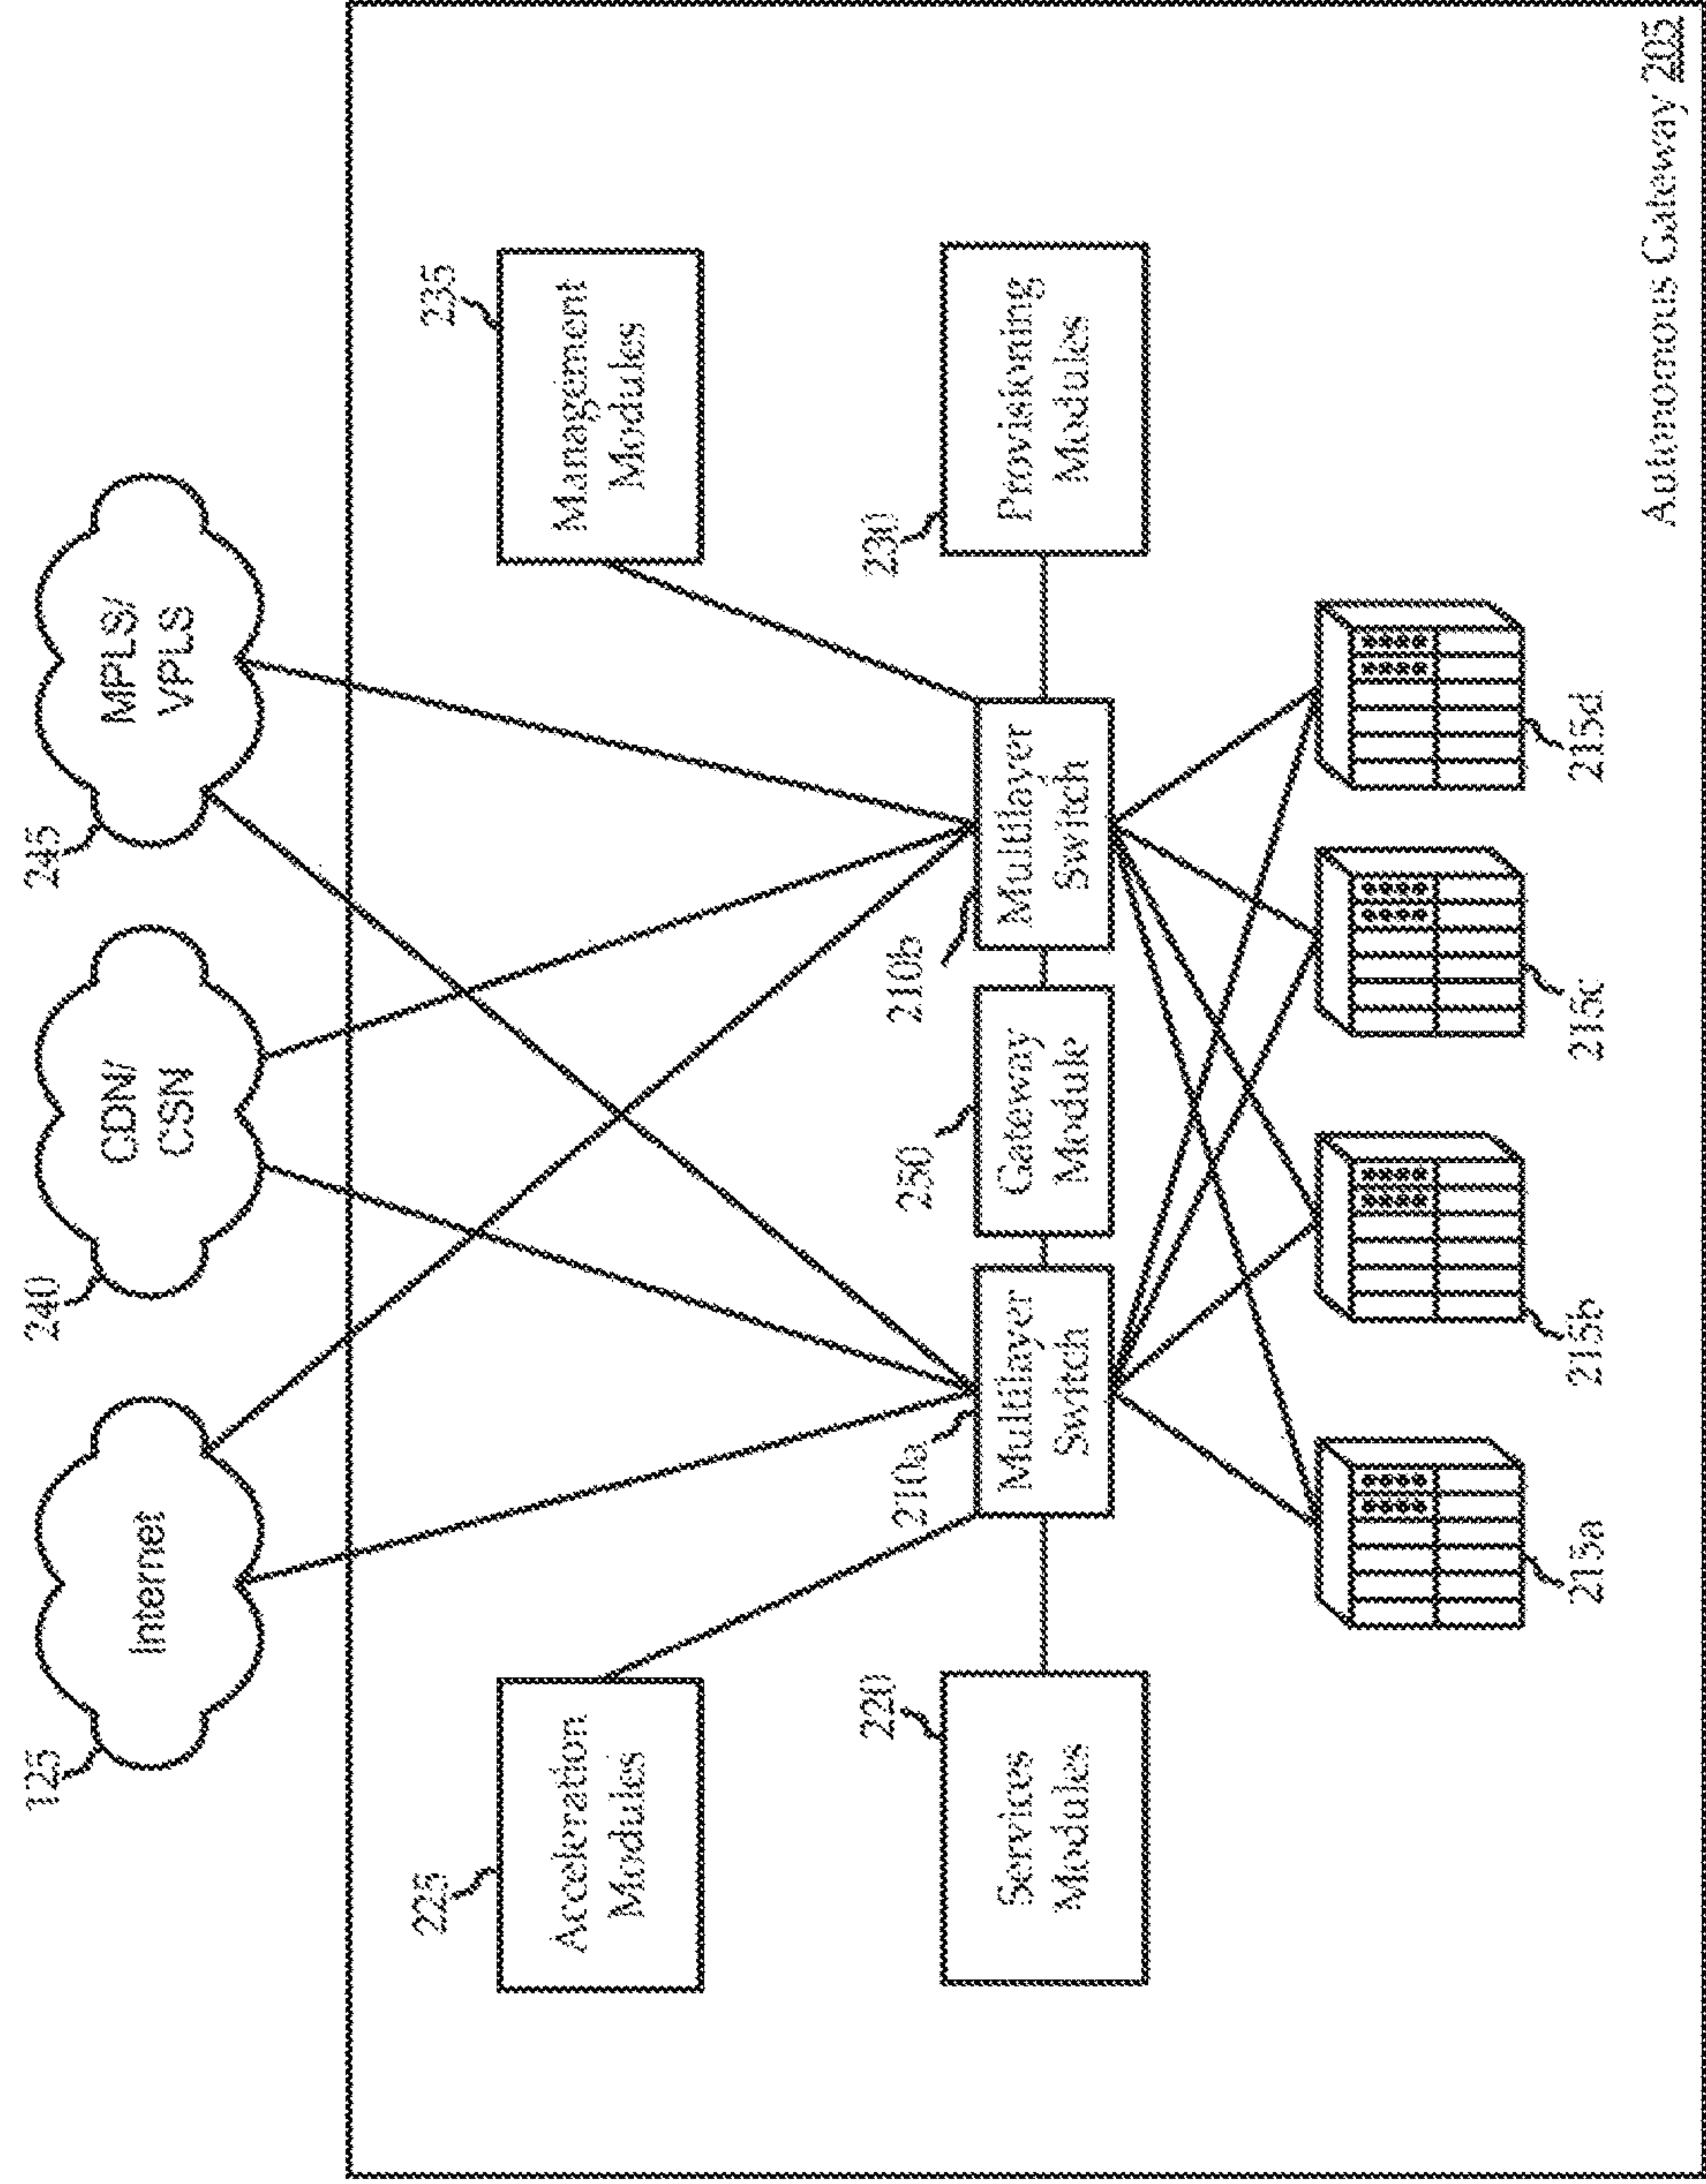 125
Internet
240
CDN/
CSN
245
MPLS/
VPLS
225
Acceleration
Modules
235
Management
Modules
220
Services
Modules
210a
Multilayer
Switch
250
Gateway
Module
210b
Multilayer
Switch
230
Provisioning
Modules
215a
215b
215c
215d
Autonomous Gateway 205